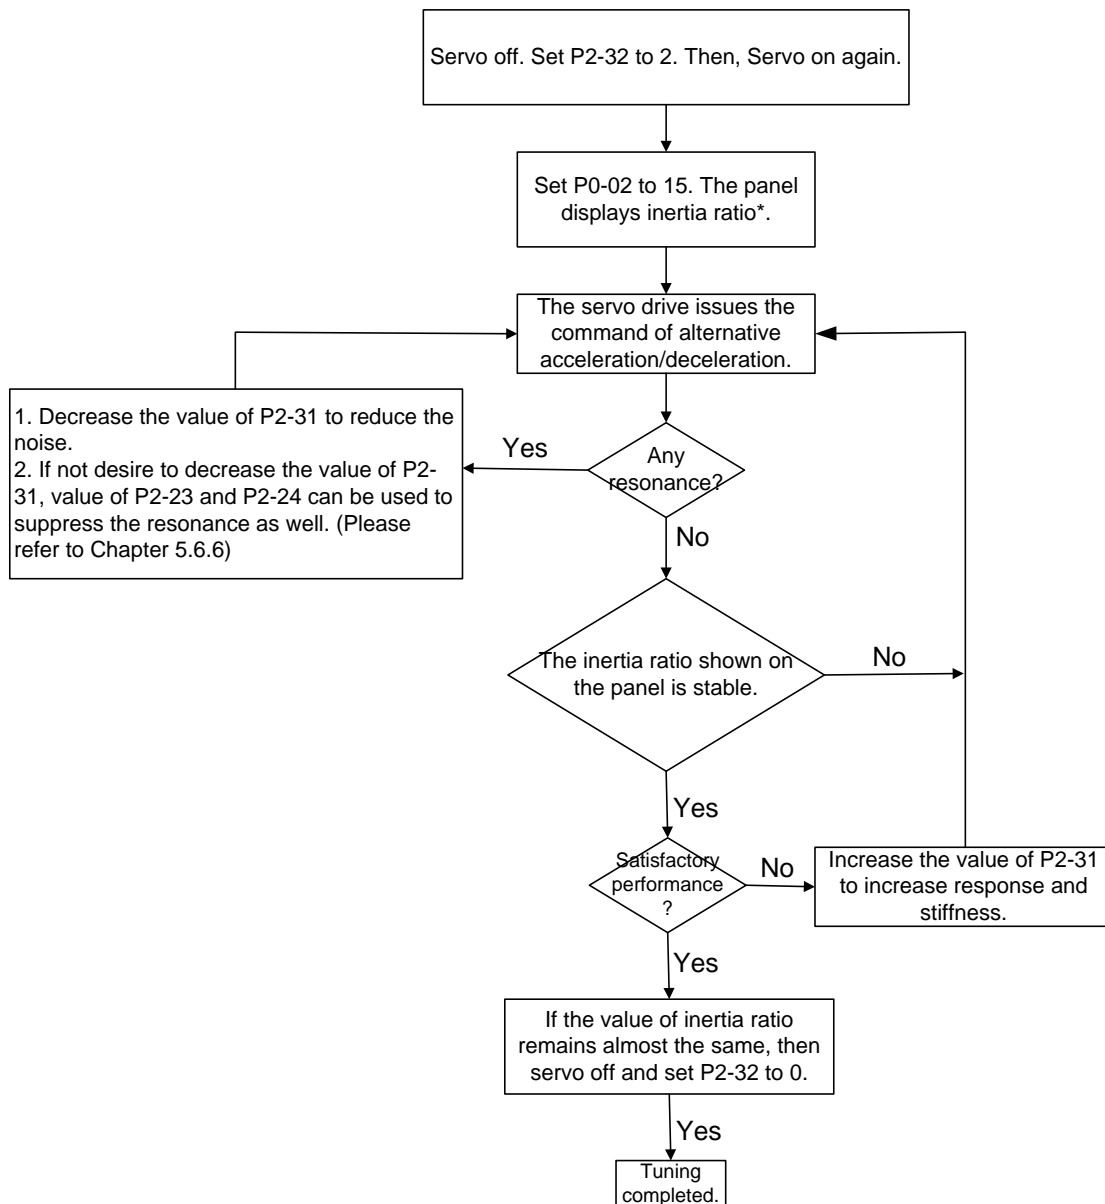 Servo off. Set P2-32 to 2. Then, Servo on again.
Set P0-02 to 15. The panel
displays inertia ratio*.
The servo drive issues the
command of alternative
acceleration/deceleration.
1. Decrease the value of P2-31 to reduce the
noise.
2. If not desire to decrease the value of P2-
31, value of P2-23 and P2-24 can be used to
suppress the resonance as well. (Please
refer to Chapter 5.6.6)
Yes
Any
resonance?
No
The inertia ratio shown on
the panel is stable.
No
Yes
Satisfactory
performance
?
No
Increase the value of P2-31
to increase response and
stiffness.
Yes
If the value of inertia ratio
remains almost the same, then
servo off and set P2-32 to 0.
Yes
Tuning
completed.